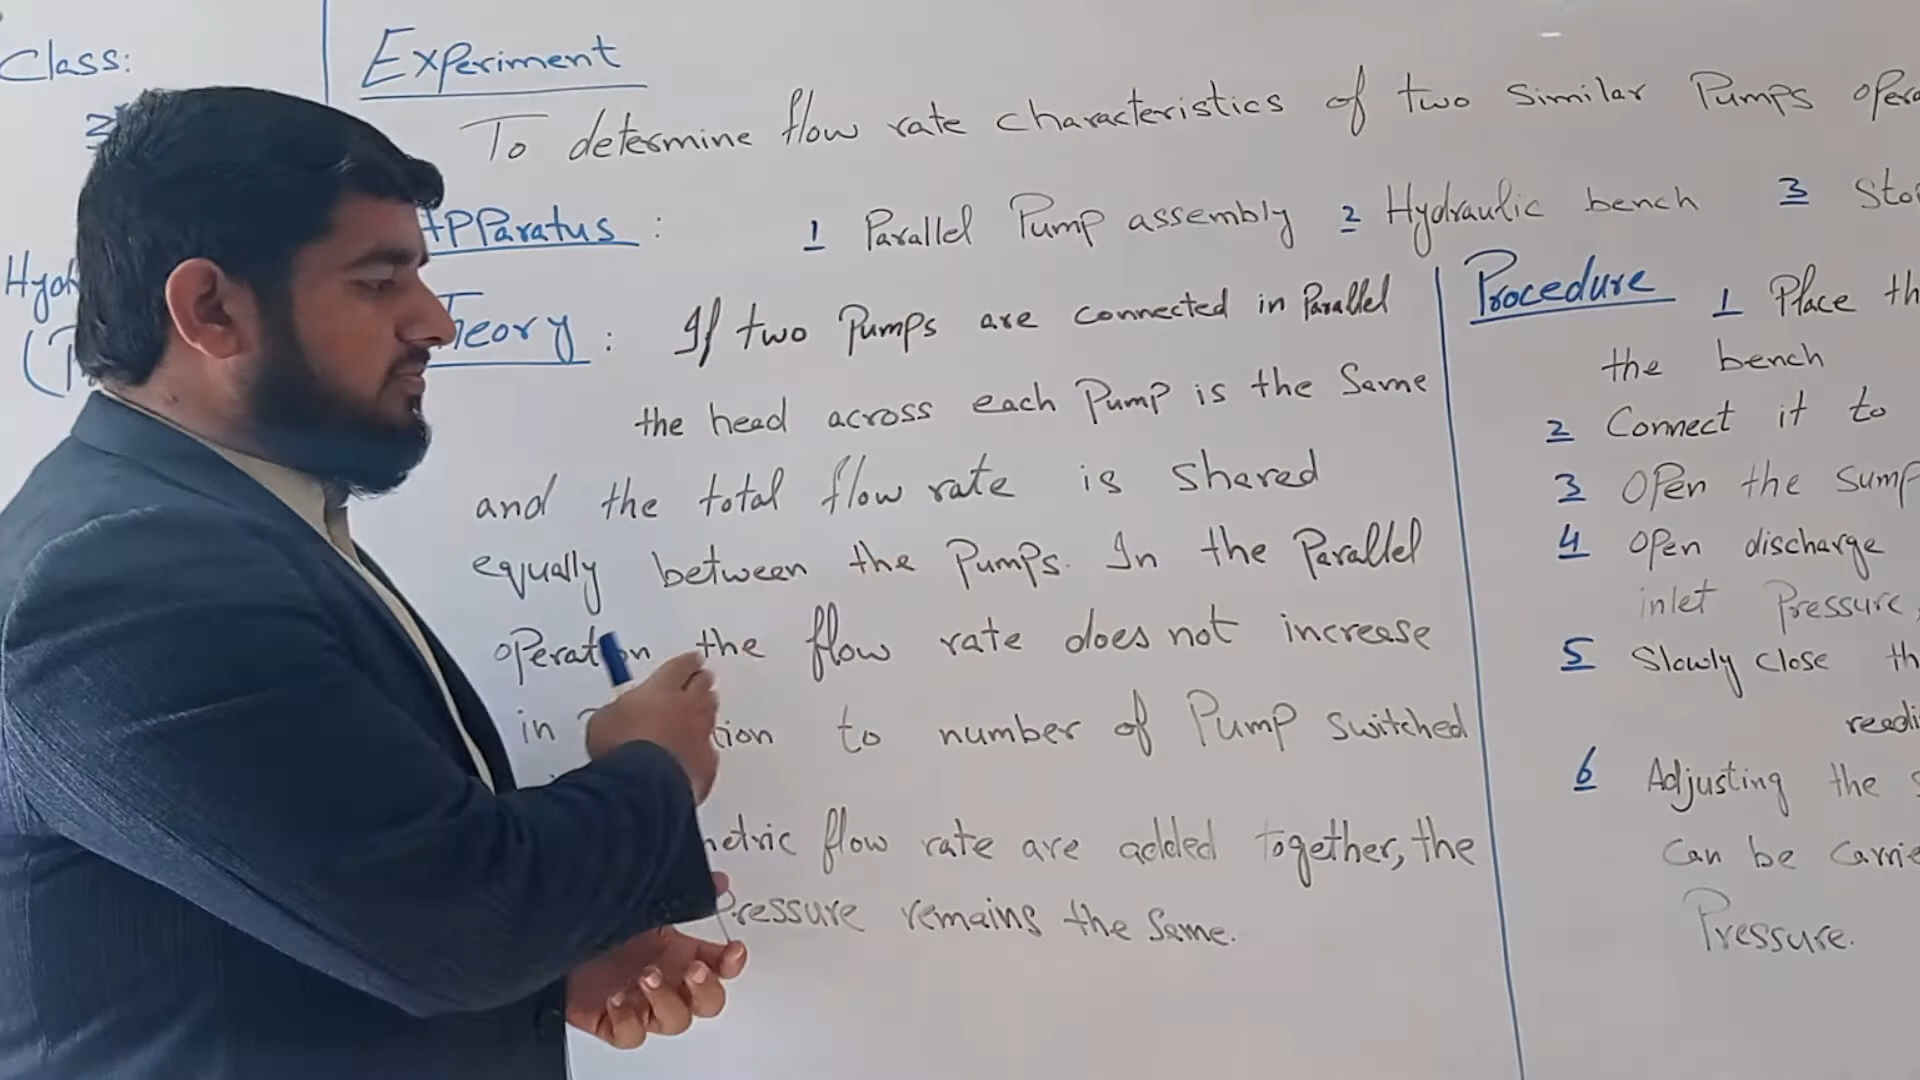 Class:
Experiment
To determine flow rate characteristics of two Similar Pumps opera
Apparatus : 1 Parallel Pump assembly 2 Hydraulic bench 3 Sto
Theory : If two Pumps are connected in Parallel
the head across each Pump is the Same
and the total flow rate is shared
equally between the Pumps. In the Parallel
operation the flow rate does not increase
in tion to number of Pump switched
metric flow rate are added together, the
Pressure remains the Same.
Procedure 1 Place th
the bench
2 Connect it to
3 Open the sump
4 Open discharge
inlet Pressure,
5 Slowly close th
readi
6 Adjusting the s
Can be Carrie
Pressure.